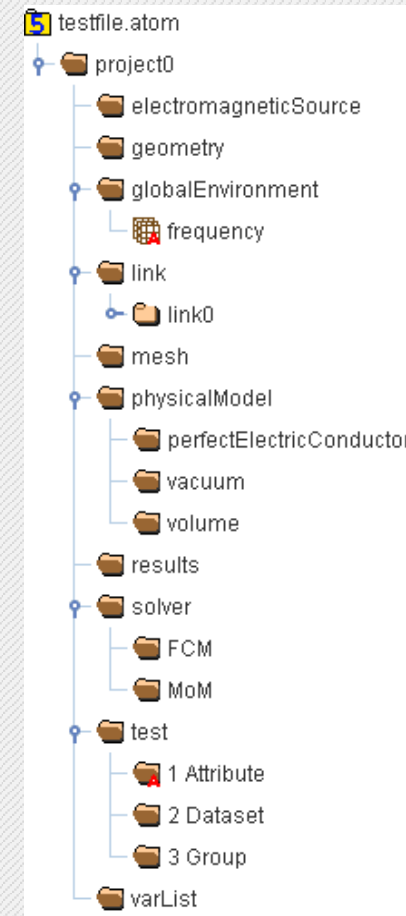 testfile.atom
project0
electromagneticSource
geometry
globalEnvironment
frequency
link
link0
mesh
physicalModel
perfectElectricConductor
vacuum
volume
results
solver
FCM
MoM
test
1 Attribute
2 Dataset
3 Group
varList